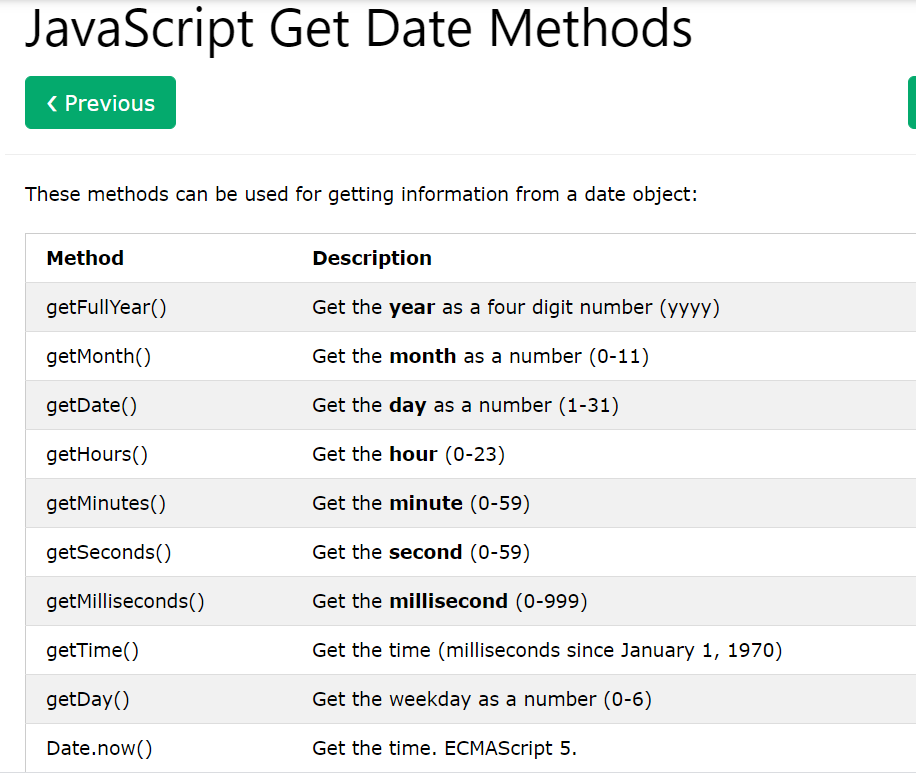 JavaScript Get Date Methods
❮ Previous
These methods can be used for getting information from a date object:
Method Description
getFullYear() Get the year as a four digit number (yyyy)
getMonth() Get the month as a number (0-11)
getDate() Get the day as a number (1-31)
getHours() Get the hour (0-23)
getMinutes() Get the minute (0-59)
getSeconds() Get the second (0-59)
getMilliseconds() Get the millisecond (0-999)
getTime() Get the time (milliseconds since January 1, 1970)
getDay() Get the weekday as a number (0-6)
Date.now() Get the time. ECMAScript 5.